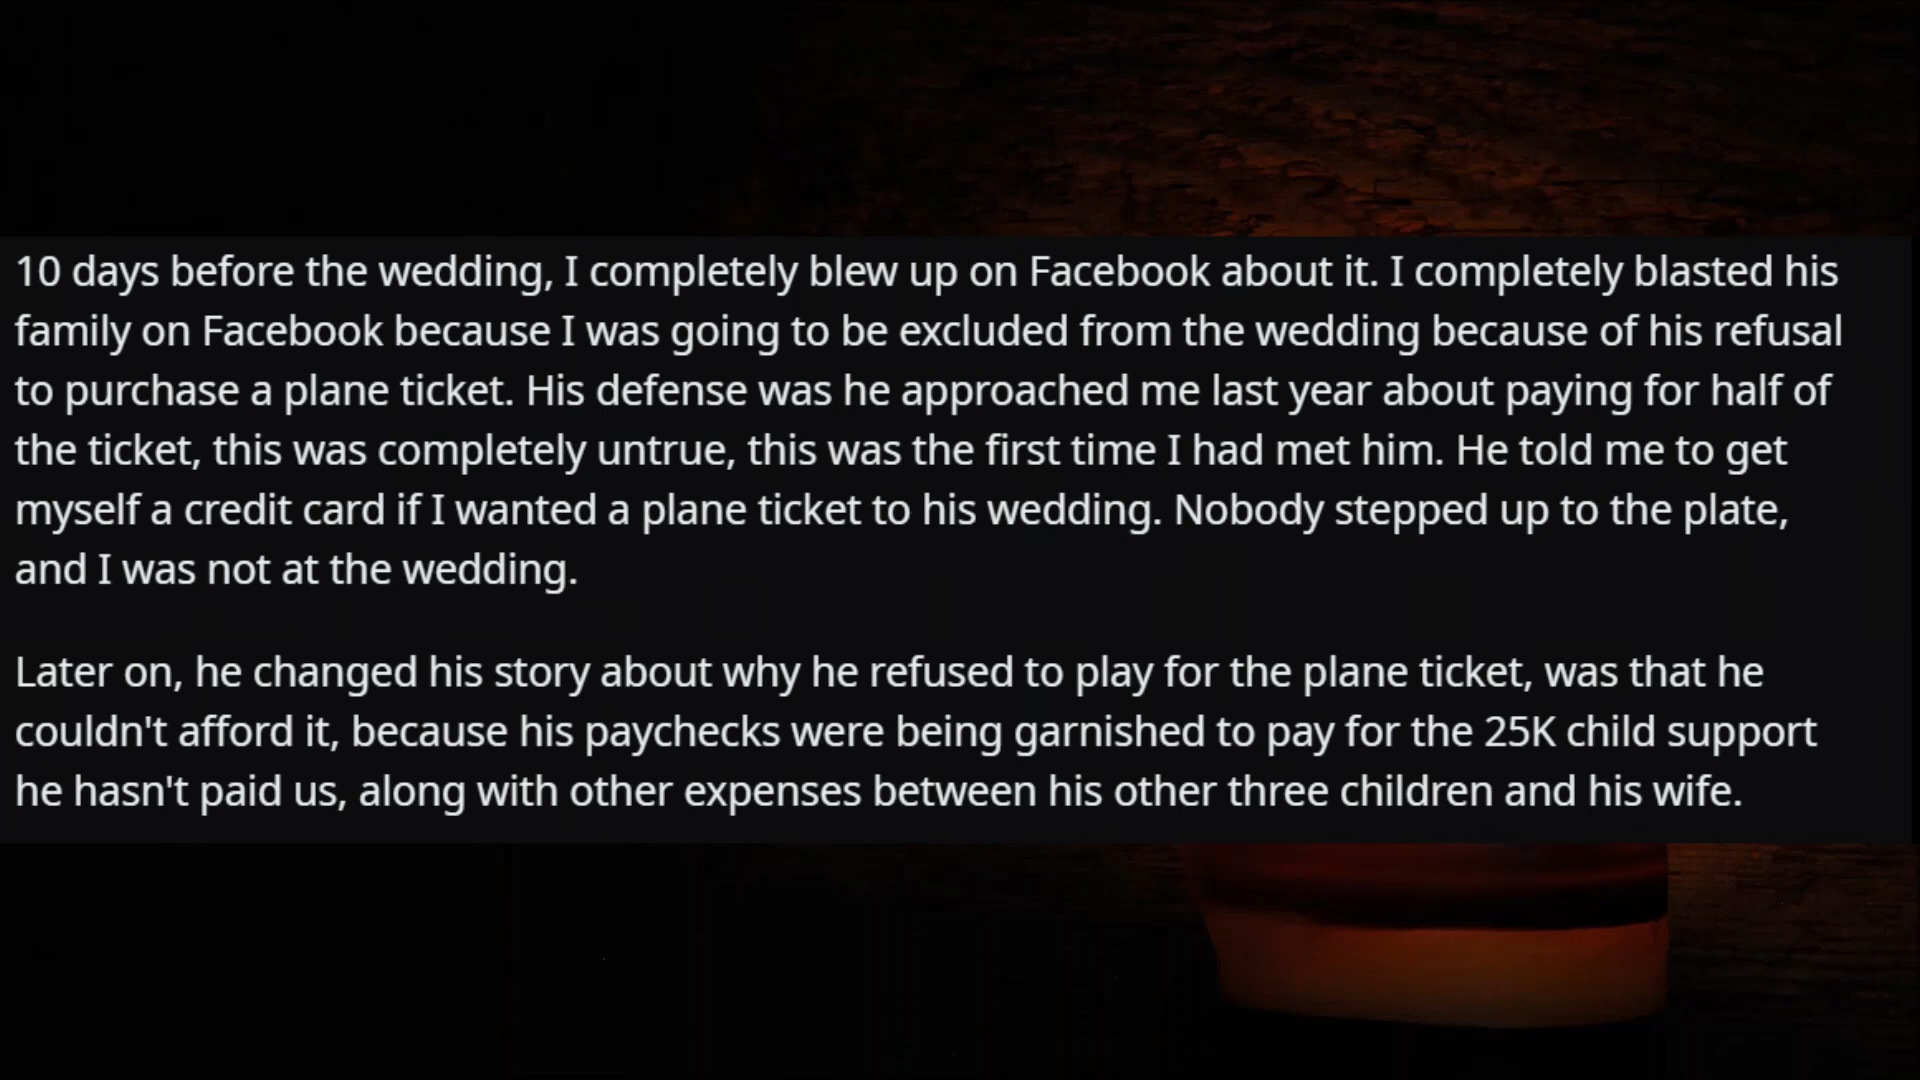 10 days before the wedding, I completely blew up on Facebook about it. I completely blasted his
family on Facebook because I was going to be excluded from the wedding because of his refusal
to purchase a plane ticket. His defense was he approached me last year about paying for half of
the ticket, this was completely untrue, this was the first time I had met him. He told me to get
myself a credit card if I wanted a plane ticket to his wedding. Nobody stepped up to the plate,
and I was not at the wedding.
Later on, he changed his story about why he refused to play for the plane ticket, was that he
couldn't afford it, because his paychecks were being garnished to pay for the 25K child support
he hasn't paid us, along with other expenses between his other three children and his wife.